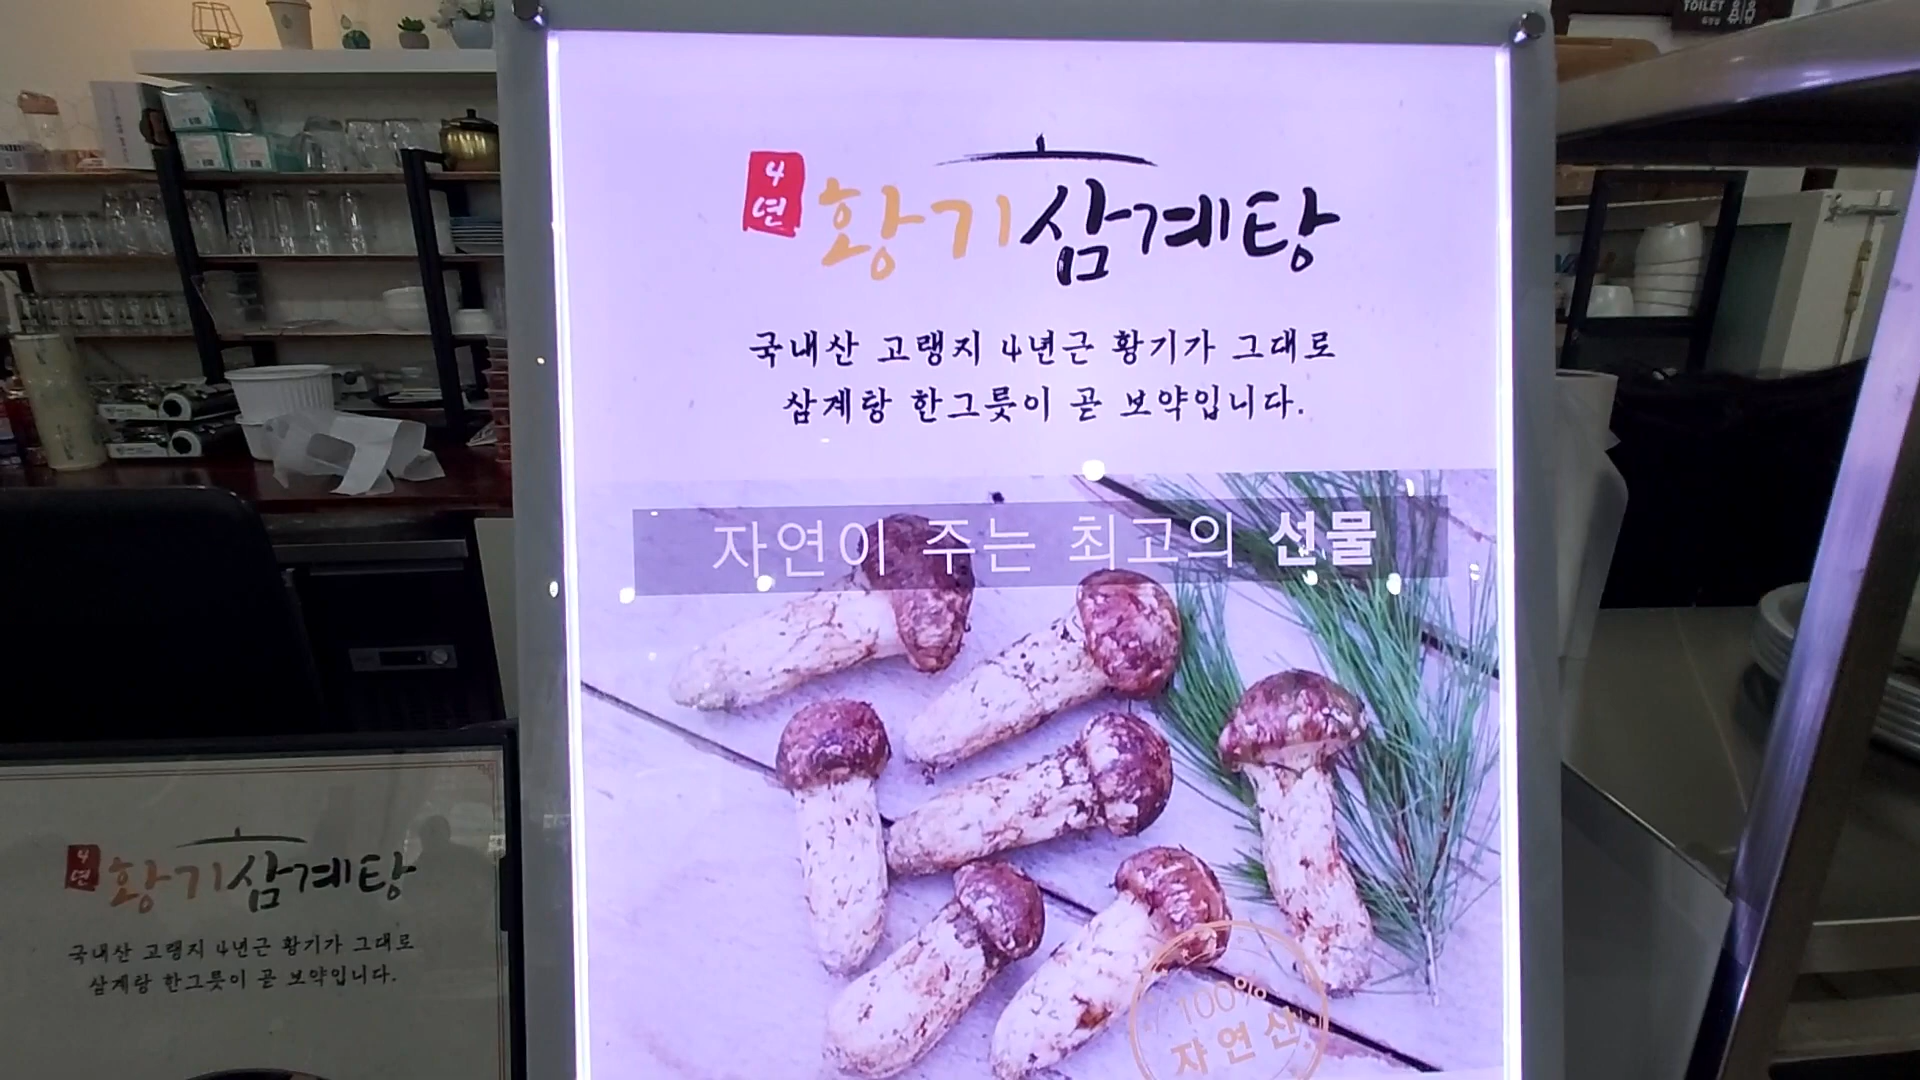 TOILET
4년 황기삼계탕
국내산 고랭지 4년근 황기가 그대로
삼계탕 한그릇이 곧 보약입니다.
자연이 주는 최고의 선물
100%
자연산
4년 황기삼계탕
국내산 고랭지 4년근 황기가 그대로
삼계탕 한그릇이 곧 보약입니다.